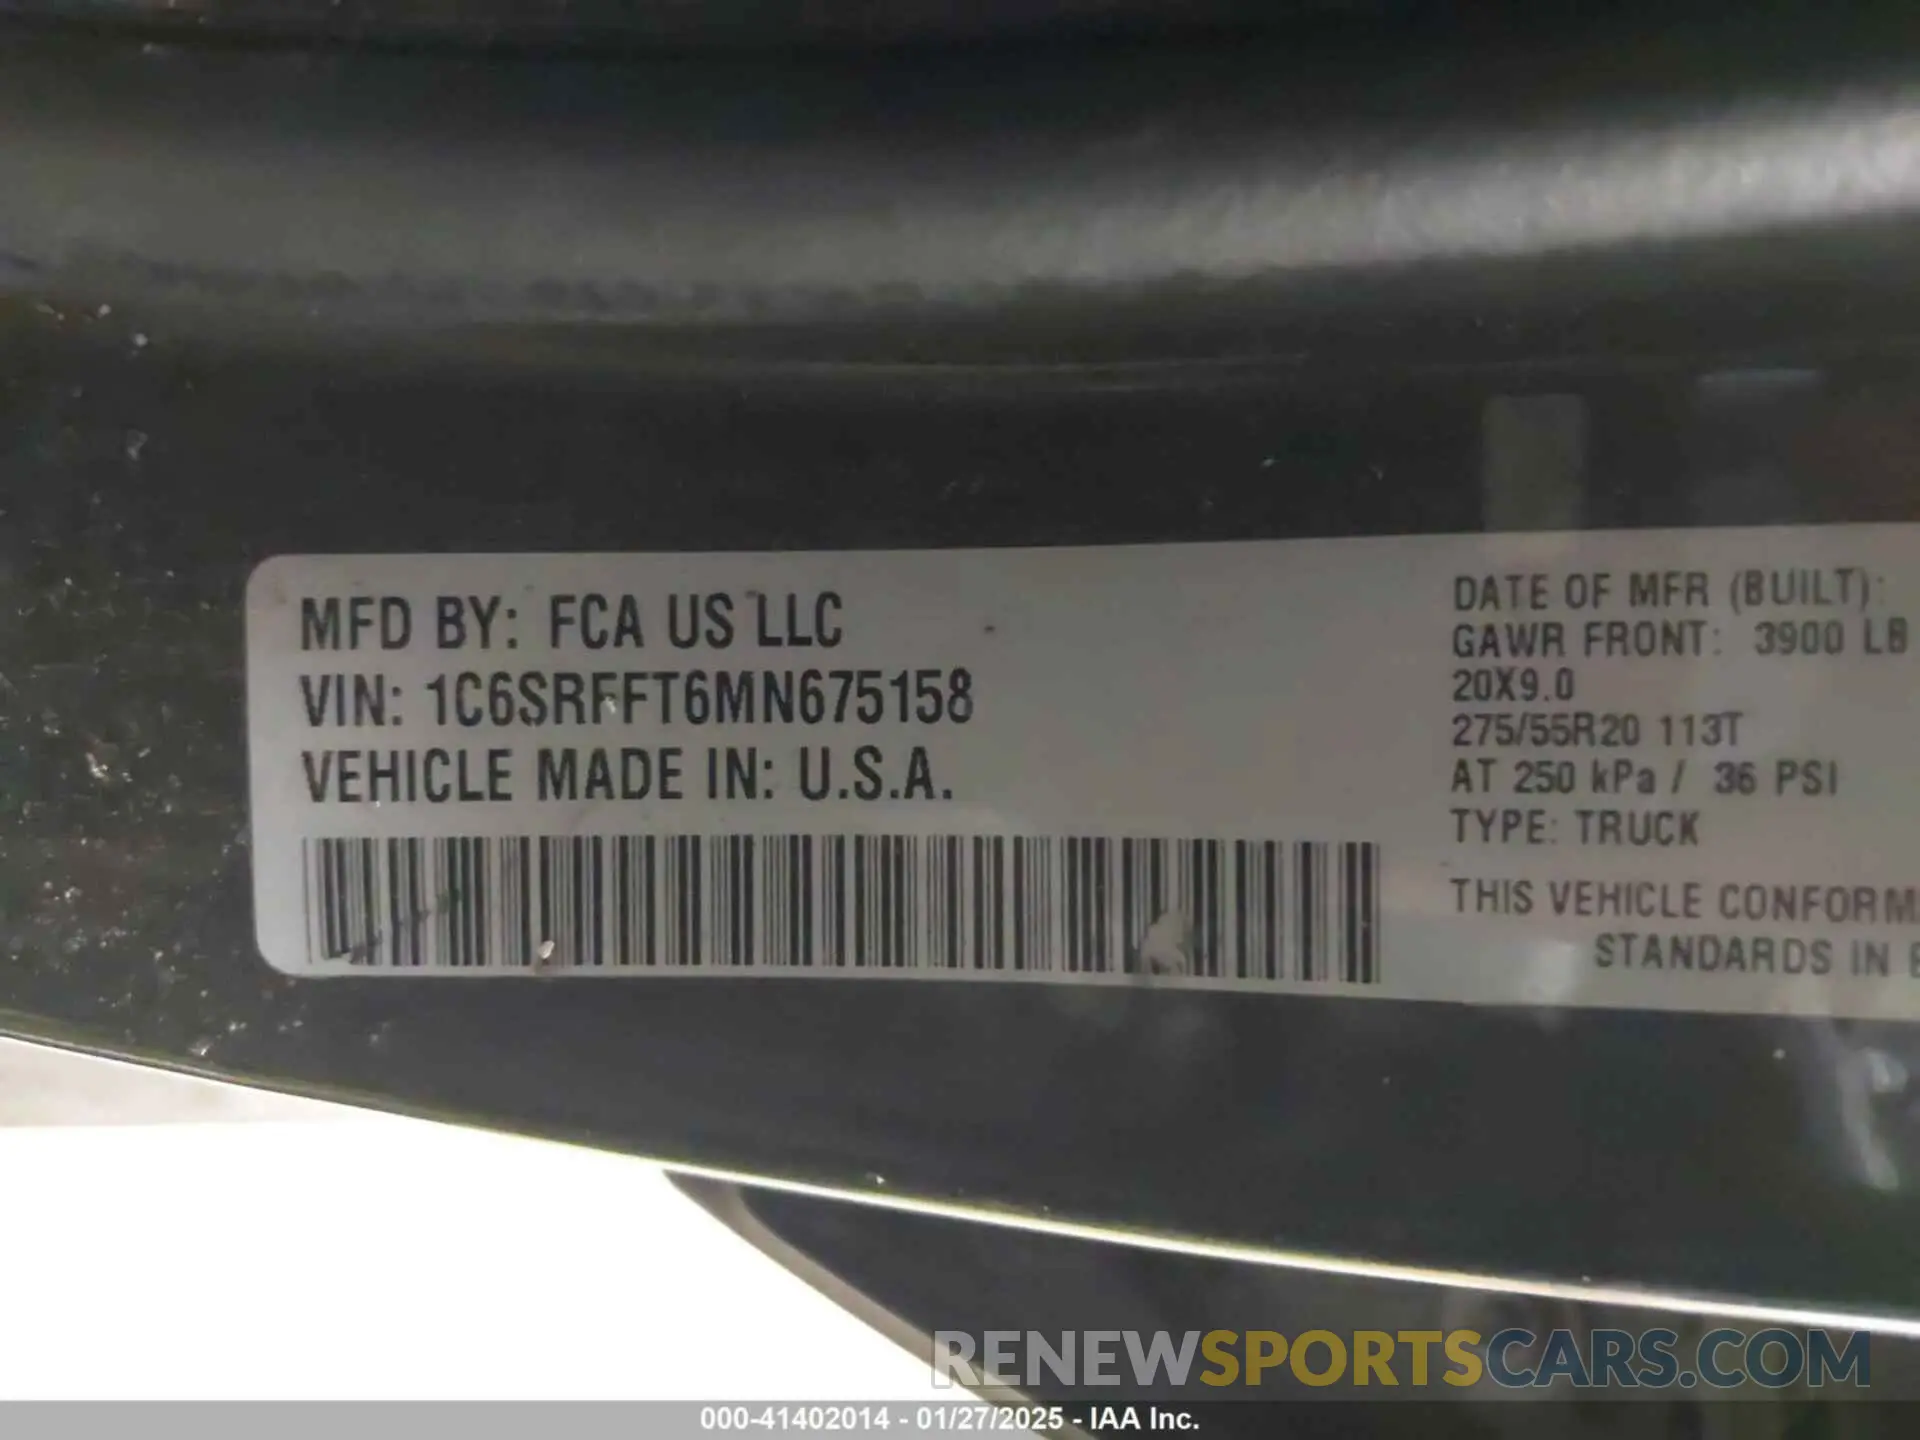 MFD BY: FCA US LLC
VIN: 1C6SRFFT6MN675158
VEHICLE MADE IN: U.S.A.
DATE OF MFR (BUILT):
GAWR FRONT: 3900 LB
20X9.0
275/55R20 113T
AT 250 kPa / 36 PSI
TYPE: TRUCK
THIS VEHICLE CONFORM
STANDARDS IN
RENEWSPORTSCARS.COM
000-41402014 - 01/27/2025 - IAA Inc.